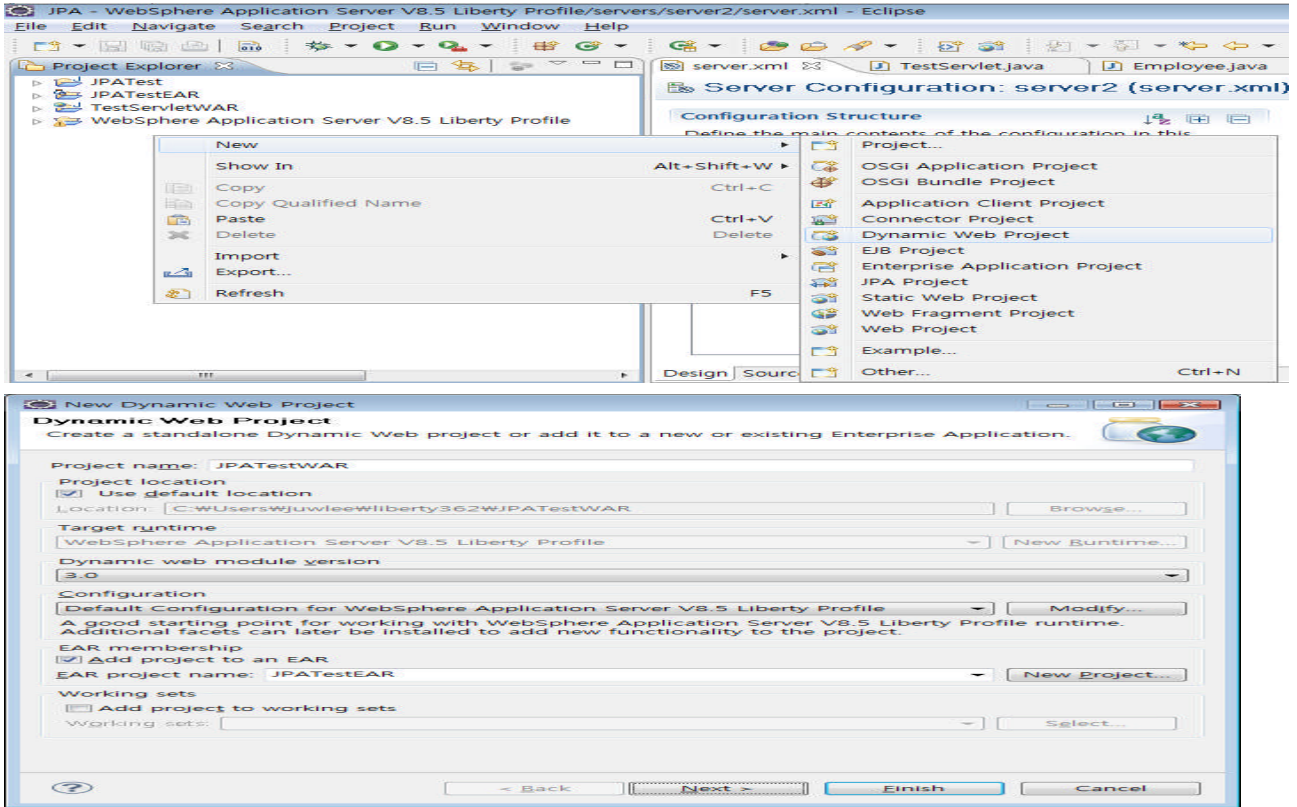 JPA - WebSphere Application Server V8.5 Liberty Profile/servers/server2/server.xml - Eclipse
File Edit Navigate Search Project Run Window Help
Project Explorer
server.xml TestServlet.java Employee.java
JPATest
JPATestEAR
TestServletWAR
WebSphere Application Server V8.5 Liberty Profile
Server Configuration: server2 (server.xml)
Configuration Structure
Define the main contents of the configuration in this
New
Show In Alt+Shift+W
Copy Ctrl+C
Copy Qualified Name
Paste Ctrl+V
Delete Delete
Import
Export...
Refresh F5
Project...
OSGi Application Project
OSGi Bundle Project
Application Client Project
Connector Project
Dynamic Web Project
EJB Project
Enterprise Application Project
JPA Project
Static Web Project
Web Fragment Project
Web Project
Example...
Other... Ctrl+N
Design Sourc
New Dynamic Web Project
Dynamic Web Project
Create a standalone Dynamic Web project or add it to a new or existing Enterprise Application.
Project name: JPATestWAR
Project location
Use default location
Location: C:₩Users₩juwlee₩liberty362₩JPATestWAR Browse...
Target runtime
WebSphere Application Server V8.5 Liberty Profile New Runtime...
Dynamic web module version
3.0
Configuration
Default Configuration for WebSphere Application Server V8.5 Liberty Profile Modify...
A good starting point for working with WebSphere Application Server V8.5 Liberty Profile runtime.
Additional facets can later be installed to add new functionality to the project.
EAR membership
Add project to an EAR
EAR project name: JPATestEAR New Project...
Working sets
Add project to working sets
Working sets: Select...
? < Back Next > Finish Cancel